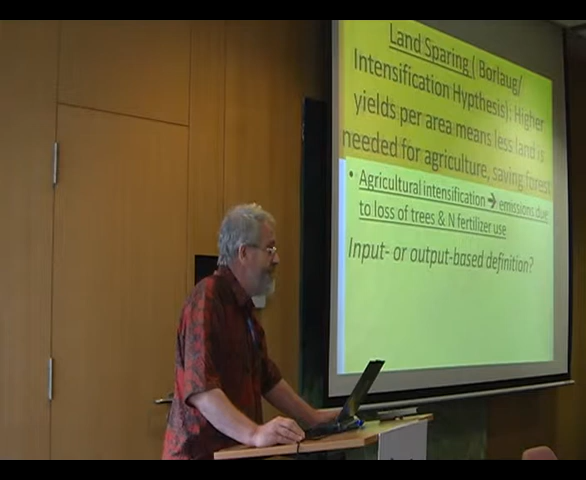 Land Sparing ( Borlaug/
Intensification Hypthesis): Higher
yields per area means less land is
needed for agriculture, saving forest
• Agricultural intensification → emissions due
to loss of trees & N fertilizer use
Input- or output-based definition?